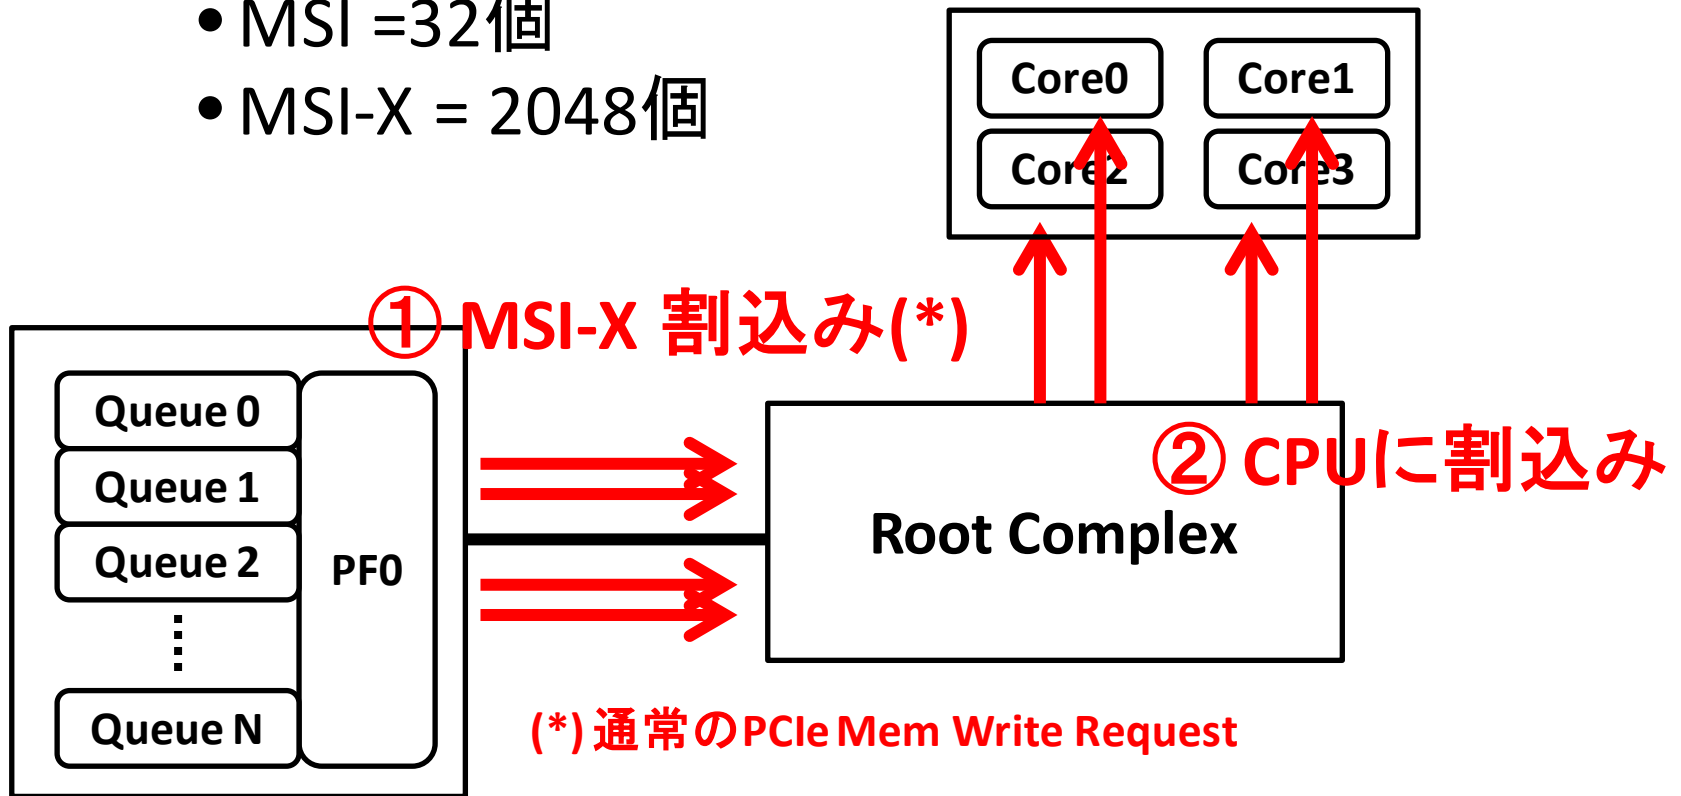 • MSI =32個
• MSI-X = 2048個
Core0
Core1
Core2
Core3
① MSI-X 割込み(*)
Queue 0
Queue 1
Queue 2
Queue N
PF0
② CPUに割込み
Root Complex
(*) 通常のPCIe Mem Write Request